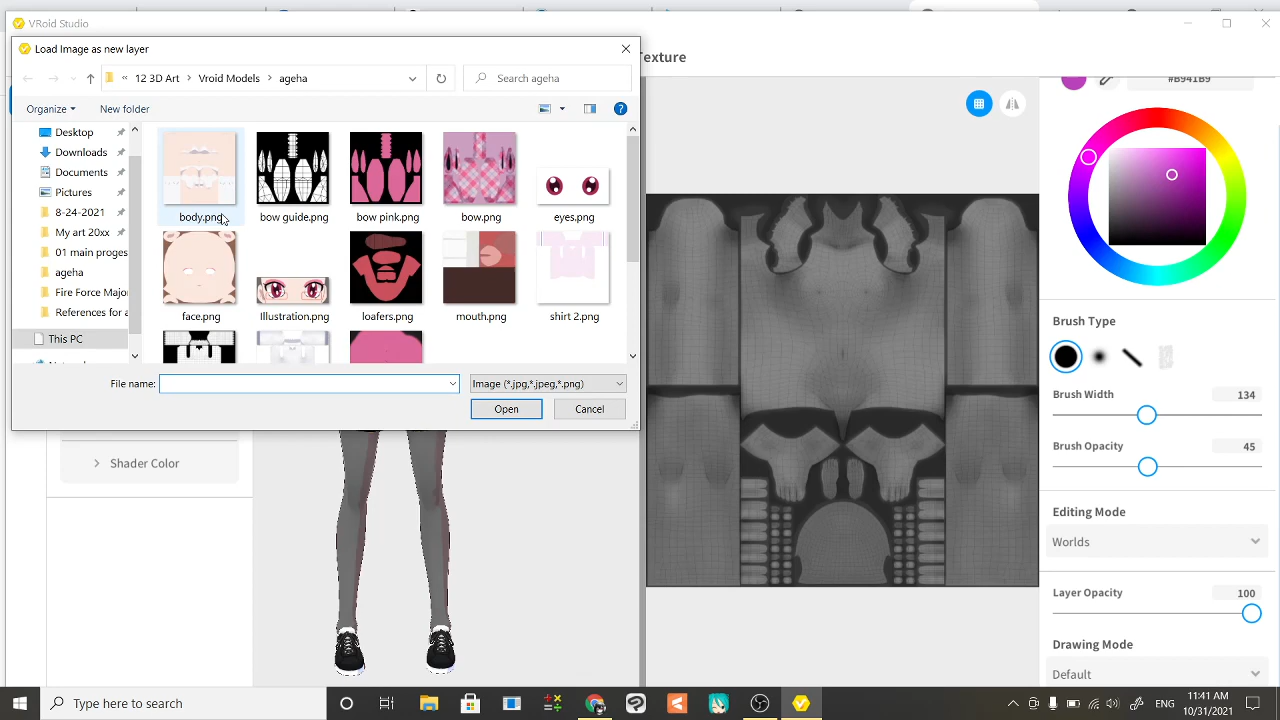 VRoid Studio
Load Image as new layer
Texture
« 12 3D Art > Vroid Models > ageha
Search ageha
#B941B9
Organize
New folder
Desktop
Downloads
Documents
Pictures
8-24-2021
My art 20xx
01 main proges
ageha
Fire Force Major
References for a
This PC
body.png
bow guide.png
bow pink.png
bow.png
eyes.png
face.png
Illustration.png
loafers.png
mouth.png
shirt 2.png
File name:
Image (*.jpg,*.jpeg,*.png)
Open
Cancel
Shader Color
Brush Type
Brush Width
134
Brush Opacity
45
Editing Mode
Worlds
Layer Opacity
100
Drawing Mode
Default
Type here to search
ENG
11:41 AM
10/31/2021